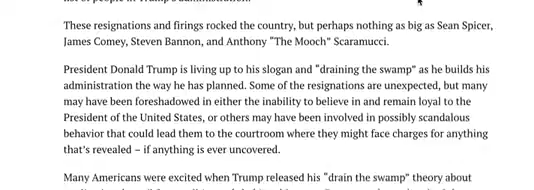 list of people in Trump's administration.
These resignations and firings rocked the country, but perhaps nothing as big as Sean Spicer,
James Comey, Steven Bannon, and Anthony “The Mooch” Scaramucci.
President Donald Trump is living up to his slogan and “draining the swamp” as he builds his
administration the way he has planned. Some of the resignations are unexpected, but many
may have been foreshadowed in either the inability to believe in and remain loyal to the
President of the United States, or others may have been involved in possibly scandalous
behavior that could lead them to the courtroom where they might face charges for anything
that's revealed – if anything is ever uncovered.
Many Americans were excited when Trump released his “drain the swamp” theory about